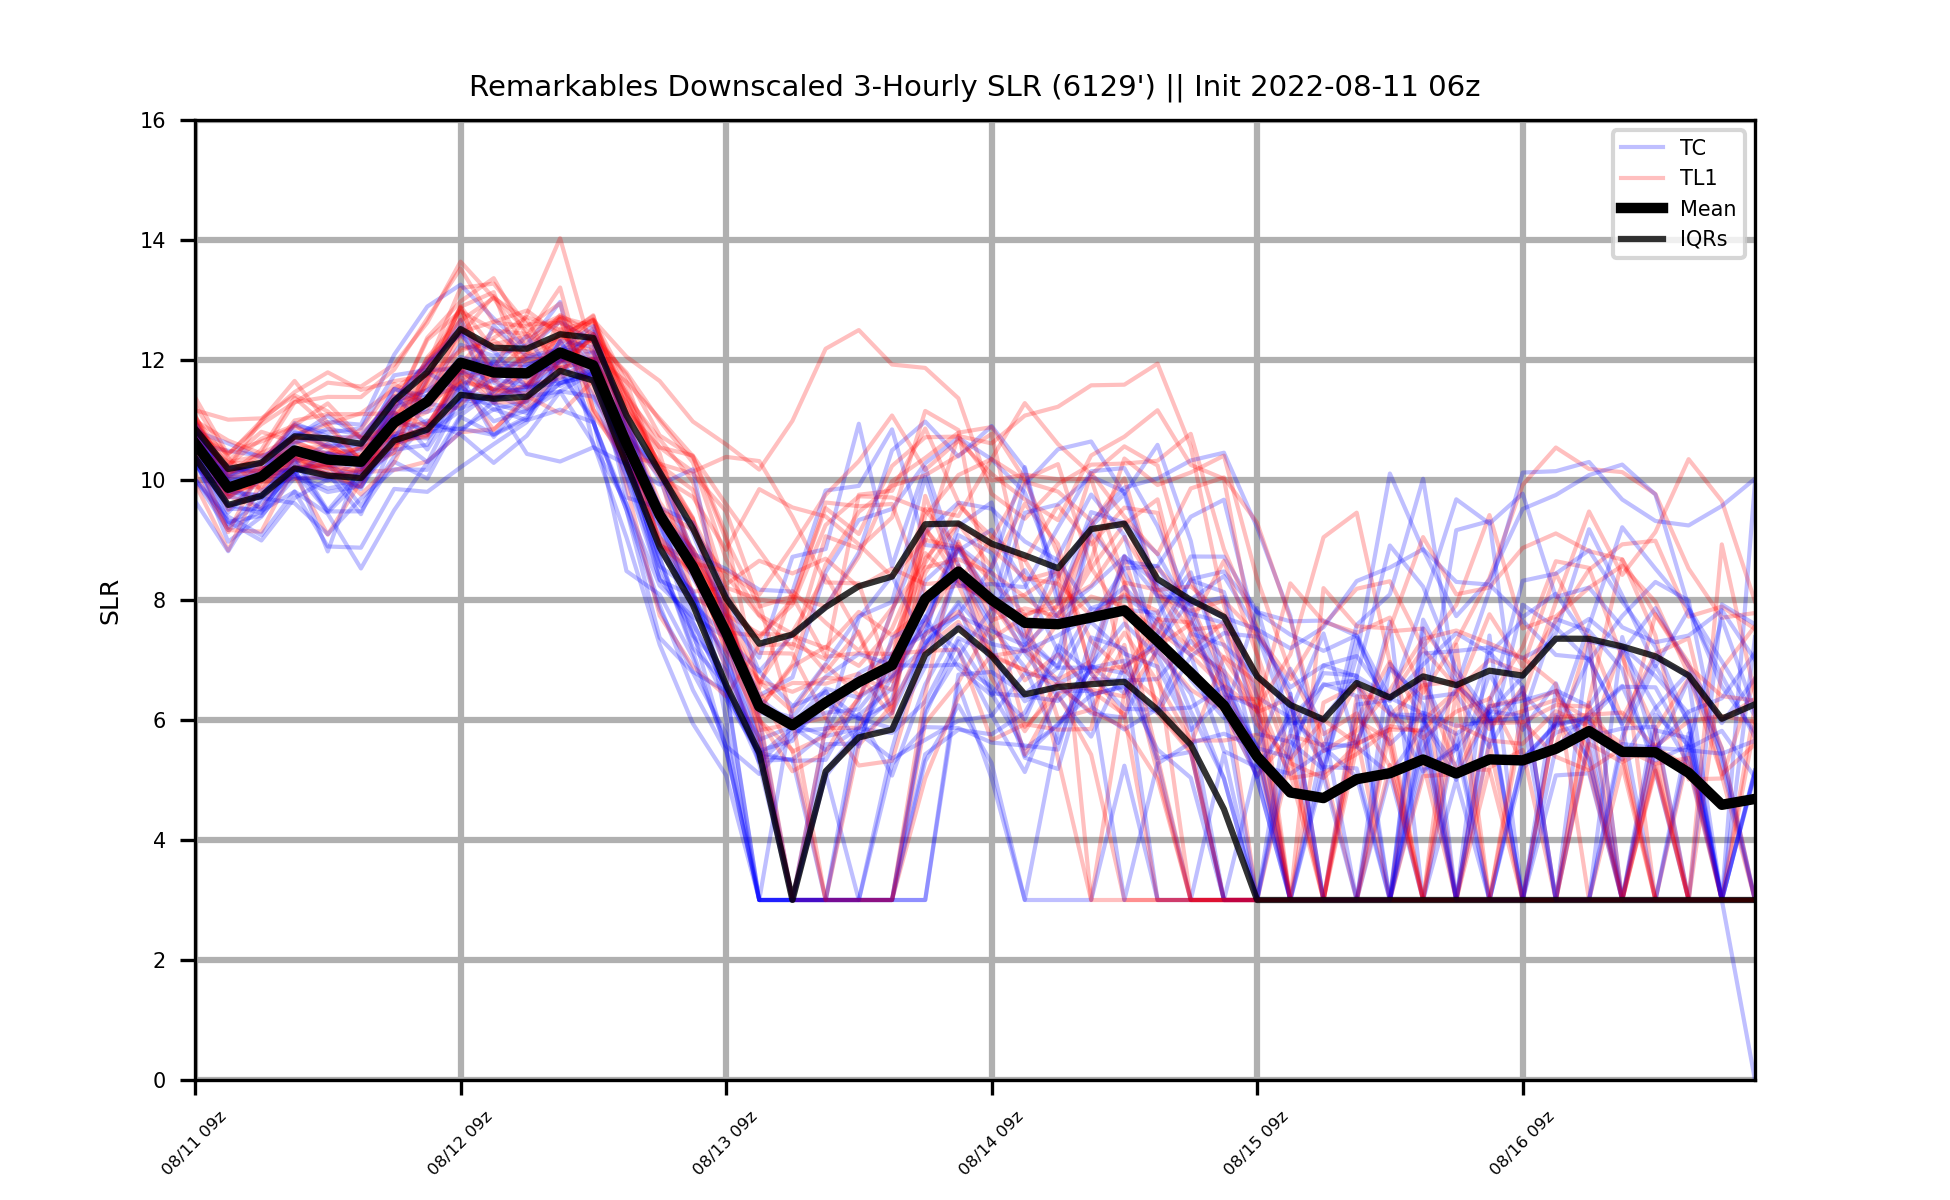 Remarkables Downscaled 3-Hourly SLR (6129') || Init 2022-08-11 06z
16
14
12
10
8
6
4
2
0
SLR
TC
TL1
Mean
IQRs
08/11 09z
08/12 09z
08/13 09z
08/14 09z
08/15 09z
08/16 09z